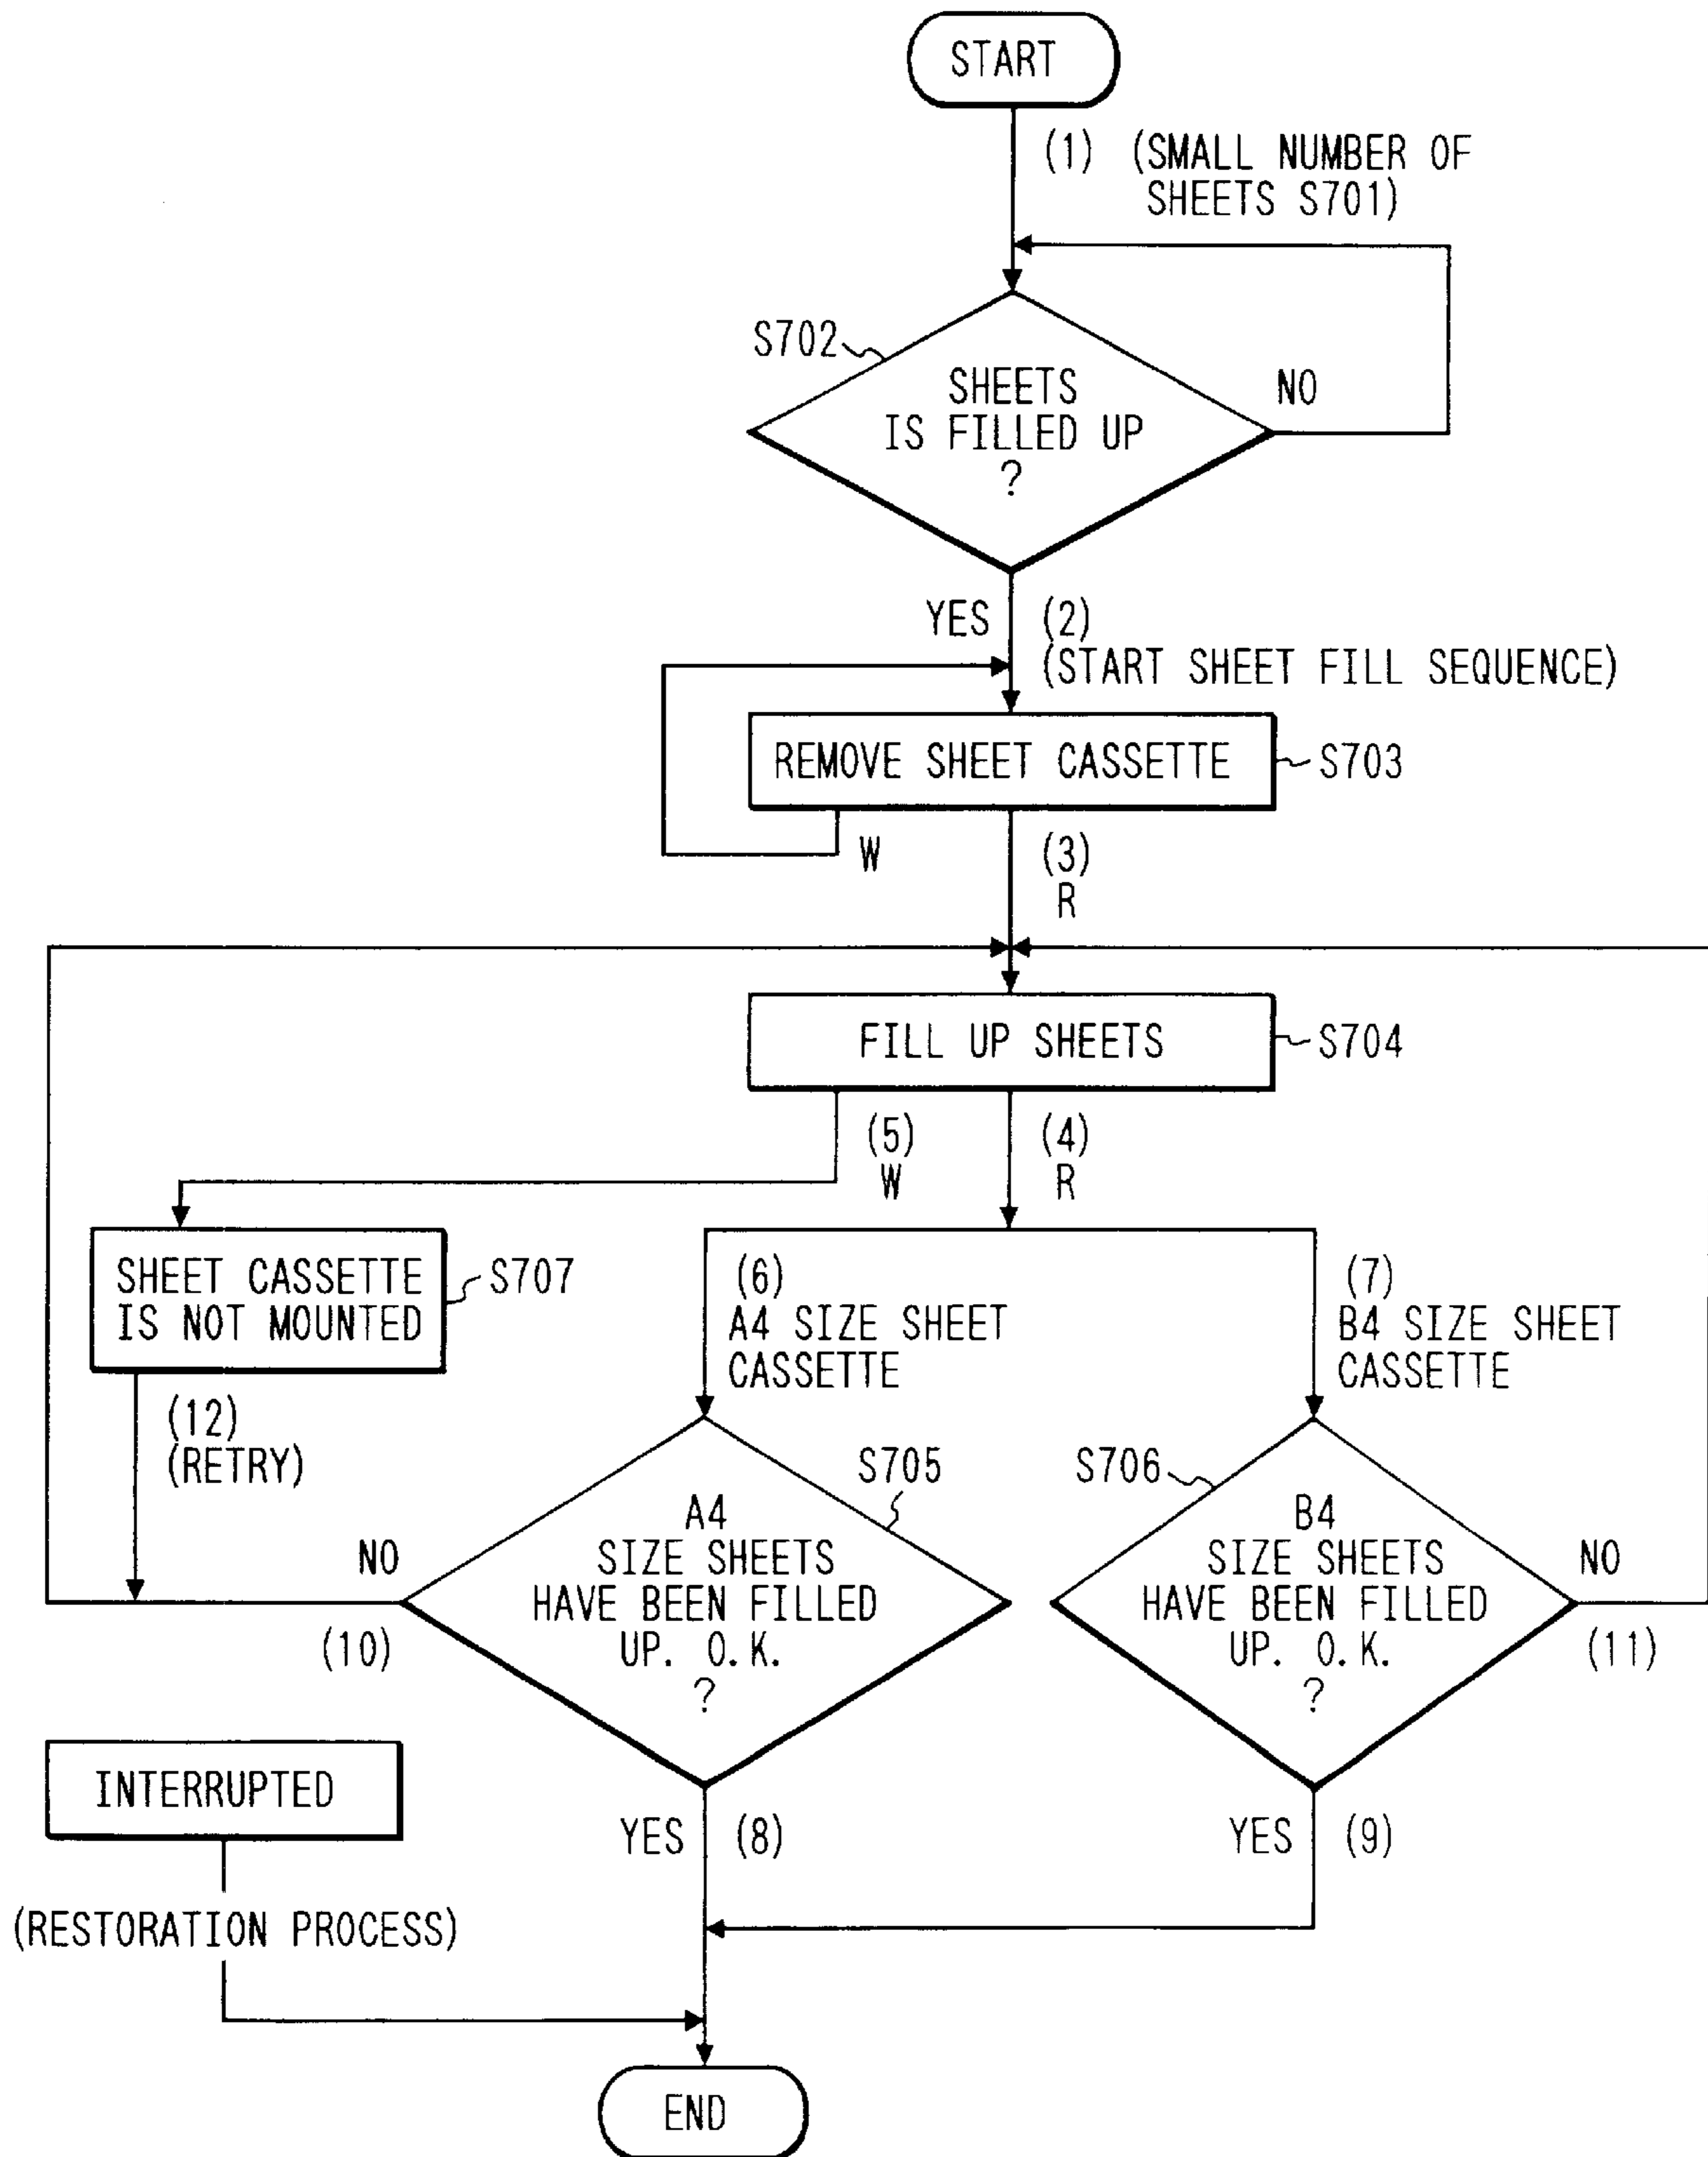 START
(1) (SMALL NUMBER OF
SHEETS S701)
S702
SHEETS
IS FILLED UP
?
NO
YES
(2)
(START SHEET FILL SEQUENCE)
REMOVE SHEET CASSETTE
S703
W
(3)
R
FILL UP SHEETS
S704
(5)
W
(4)
R
SHEET CASSETTE
IS NOT MOUNTED
S707
(6)
A4 SIZE SHEET
CASSETTE
(7)
B4 SIZE SHEET
CASSETTE
(12)
(RETRY)
S705
A4
SIZE SHEETS
HAVE BEEN FILLED
UP. O.K.
?
NO
(10)
S706
B4
SIZE SHEETS
HAVE BEEN FILLED
UP. O.K.
?
NO
(11)
INTERRUPTED
YES (8)
YES (9)
(RESTORATION PROCESS)
END